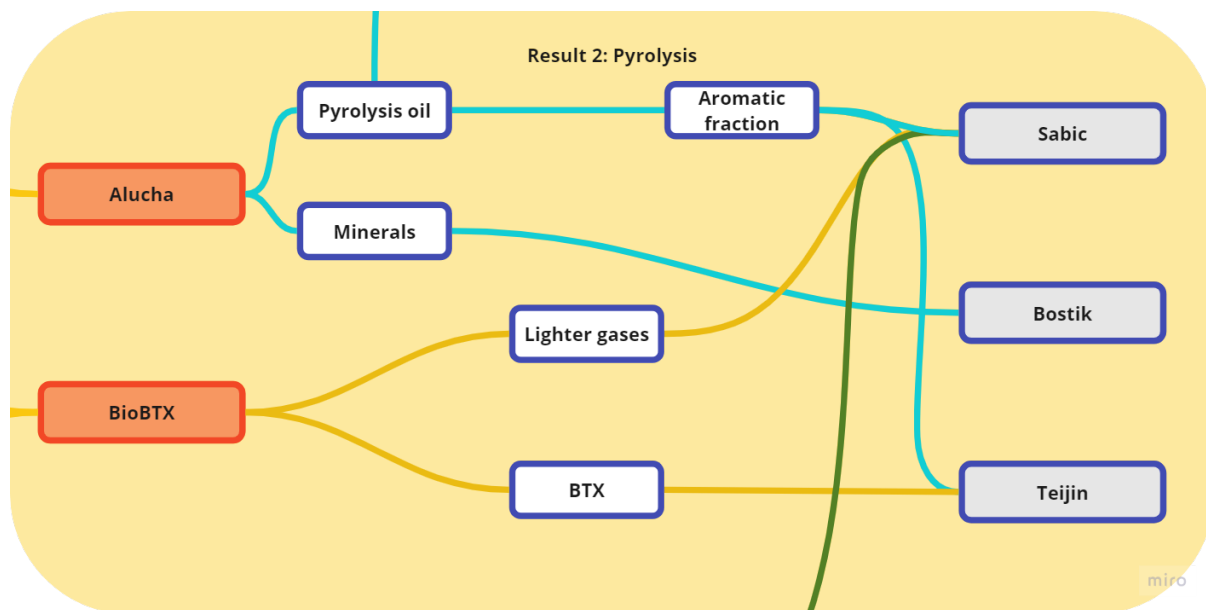 Result 2: Pyrolysis
Pyrolysis oil
Aromatic
fraction
Sabic
Alucha
Minerals
Bostik
Lighter gases
BioBTX
BTX
Teijin
miro